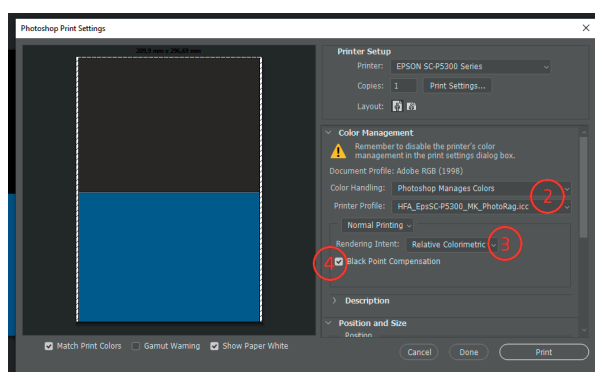 Photoshop Print Settings
209,9 mm x 296,69 mm
Printer Setup
Printer: EPSON SC-P5300 Series
Copies: 1 Print Settings...
Layout:
Color Management
Remember to disable the printer's color
management in the print settings dialog box.
Document Profile: Adobe RGB (1998)
Color Handling: Photoshop Manages Colors
Printer Profile: HFA_EpsSC-P5300_MK_PhotoRag.icc
2
Normal Printing
Rendering Intent: Relative Colorimetric
3
4
Black Point Compensation
Description
Position and Size
Position
Match Print Colors Gamut Warning Show Paper White
Cancel Done Print